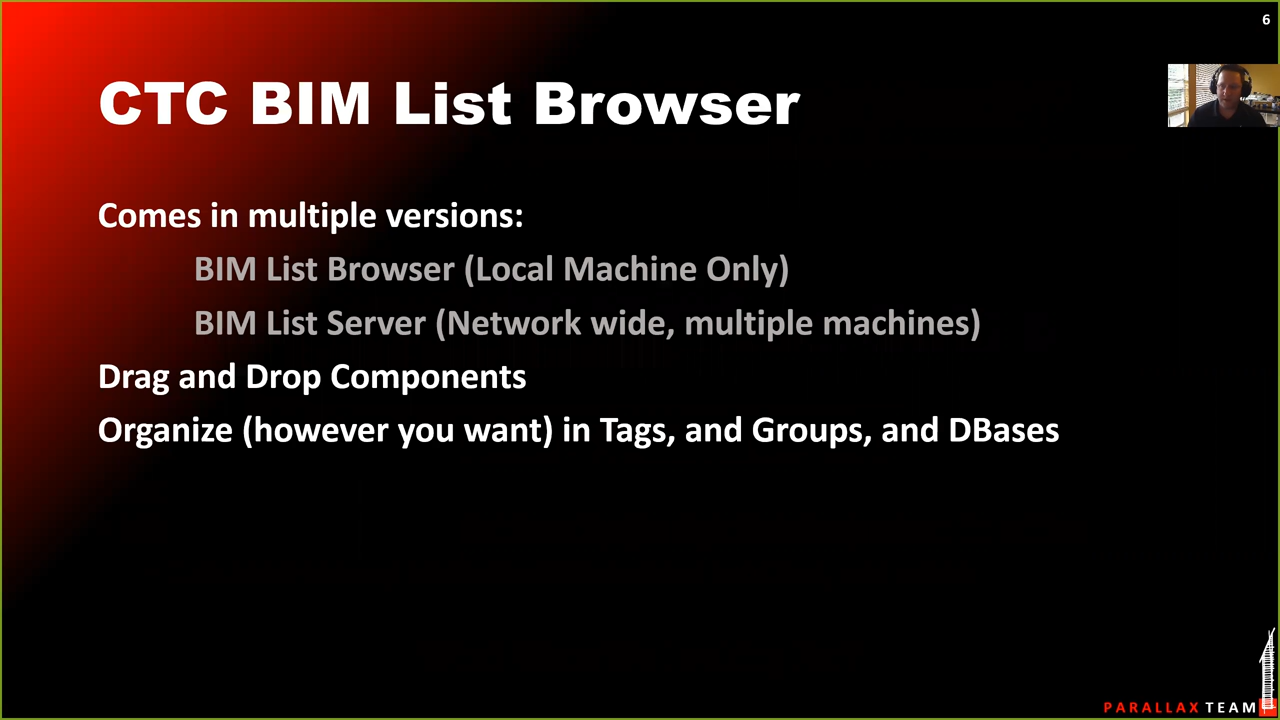 6
CTC BIM List Browser
Comes in multiple versions:
BIM List Browser (Local Machine Only)
BIM List Server (Network wide, multiple machines)
Drag and Drop Components
Organize (however you want) in Tags, and Groups, and DBases
PARALLAX TEAM